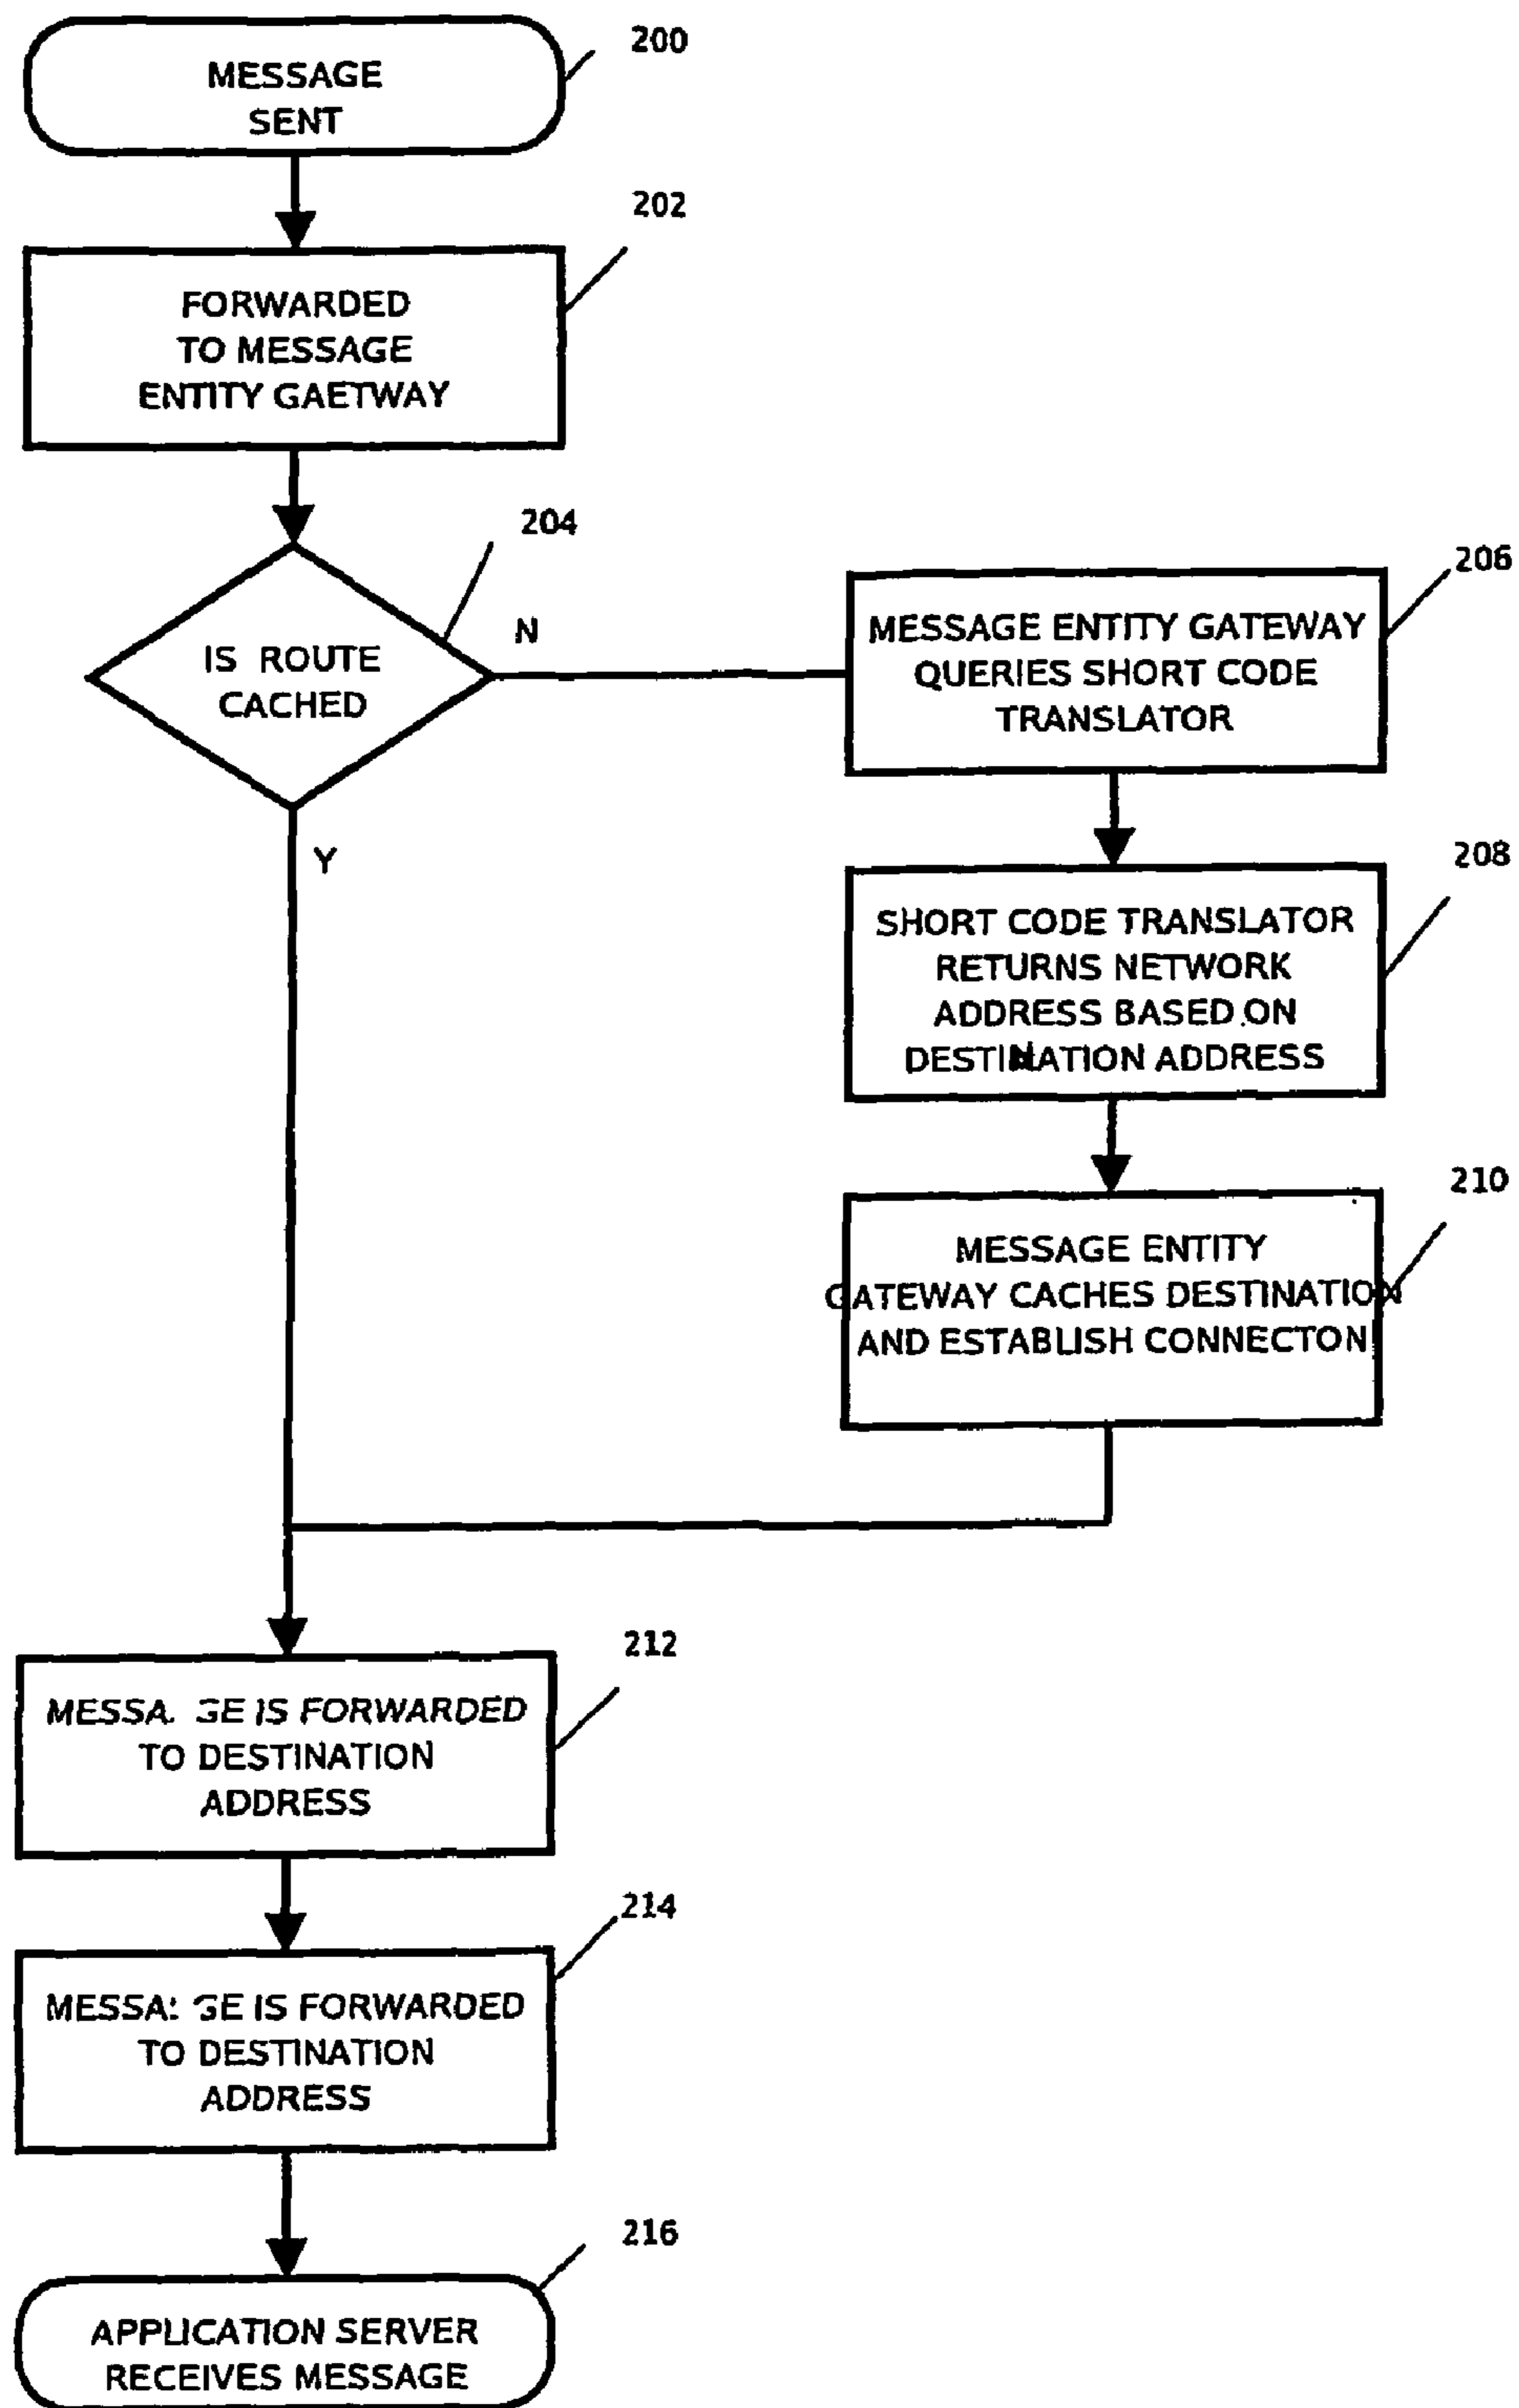 200
MESSAGE
SENT
202
FORWARDED
TO MESSAGE
ENTITY GAETWAY
204
IS ROUTE
CACHED
N
Y
206
MESSAGE ENTITY GATEWAY
QUERIES SHORT CODE
TRANSLATOR
208
SHORT CODE TRANSLATOR
RETURNS NETWORK
ADDRESS BASED ON
DESTINATION ADDRESS
210
MESSAGE ENTITY
GATEWAY CACHES DESTINATION
AND ESTABLISH CONNECTON
212
MESSAGE IS FORWARDED
TO DESTINATION
ADDRESS
214
MESSAGE IS FORWARDED
TO DESTINATION
ADDRESS
216
APPLICATION SERVER
RECEIVES MESSAGE